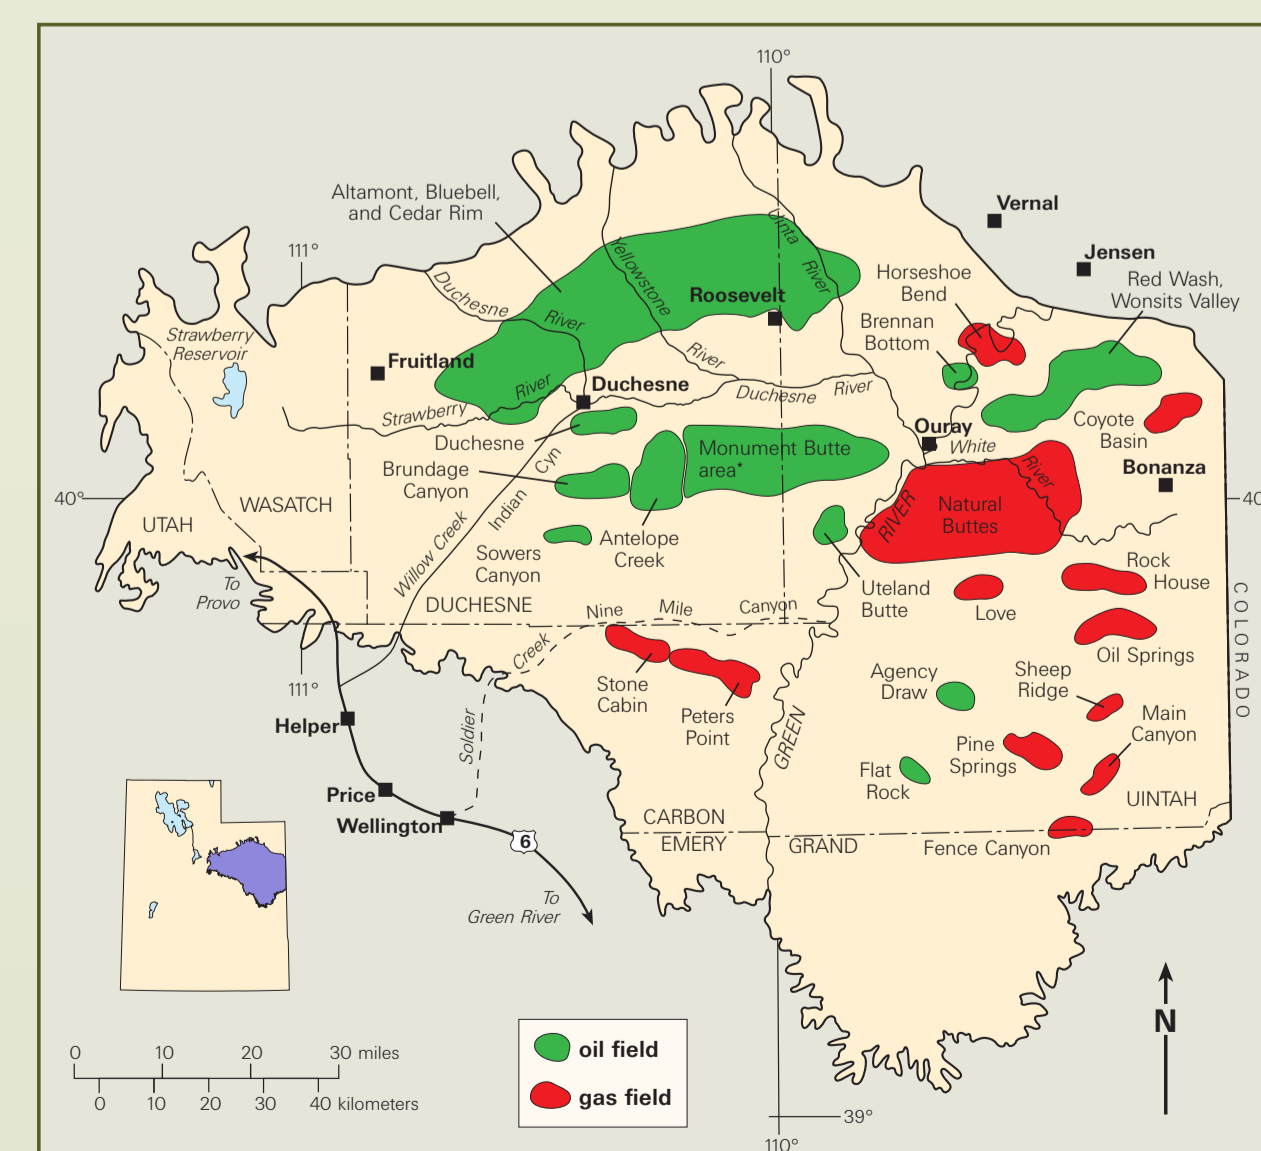 110°
Vernal
Altamont, Bluebell,
and Cedar Rim
Uinta
River
111°
Jensen
Yellowstone
River
Horseshoe
Bend
Red Wash,
Wonsits Valley
Duchesne
River
Roosevelt
Brennan
Bottom
Strawberry
Reservoir
Fruitland
Duchesne
Strawberry
River
Duchesne
River
Coyote
Basin
Ouray
White
River
Duchesne
Monument Butte
area*
Cyn
Brundage
Canyon
Bonanza
40°
40
WASATCH
UTAH
Indian
Willow Creek
RIVER
Natural
Buttes
Sowers
Canyon
Antelope
Creek
To
Provo
DUCHESNE
Uteland
Butte
Love
Rock
House
COLORADO
Nine
Mile
Canyon
Creek
Oil Springs
111°
Stone
Cabin
Peters
Point
Agency
Draw
Sheep
Ridge
Main
Canyon
Helper
Soldier
GREEN
Pine
Springs
Flat
Rock
Price
Wellington
UINTAH
CARBON
EMERY
GRAND
Fence Canyon
6
To
Green River
N
0 10 20 30 miles
0 10 20 30 40 kilometers
oil field
gas field
39°
110°